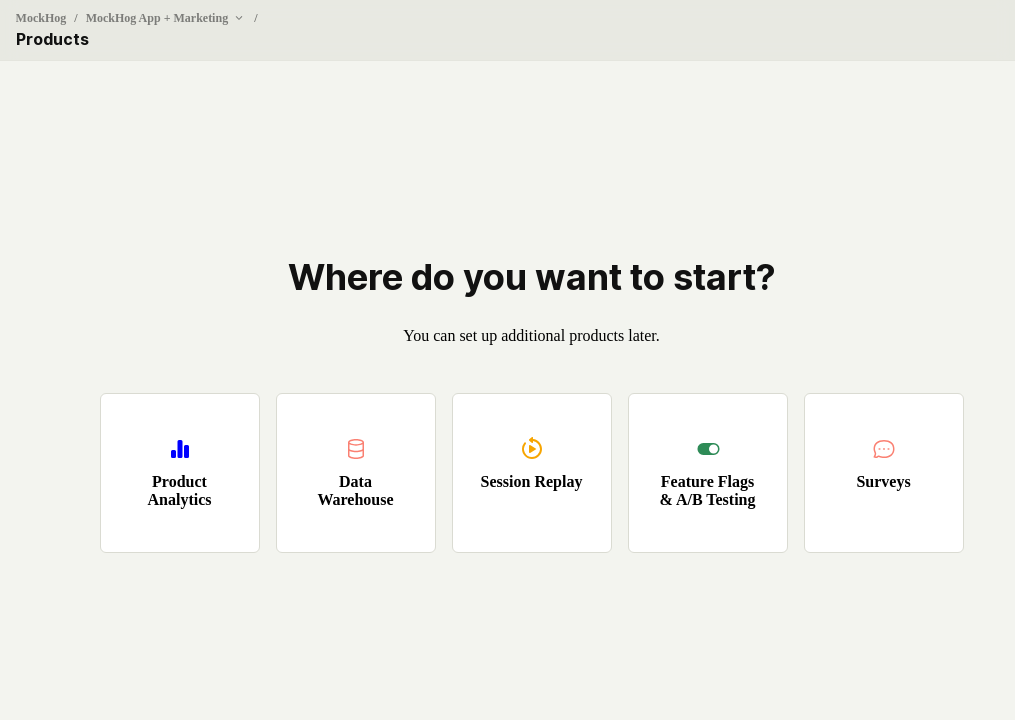 MockHog / MockHog App + Marketing /
Products
Where do you want to start?
You can set up additional products later.
Product
Analytics
Data
Warehouse
Session Replay
Feature Flags
& A/B Testing
Surveys